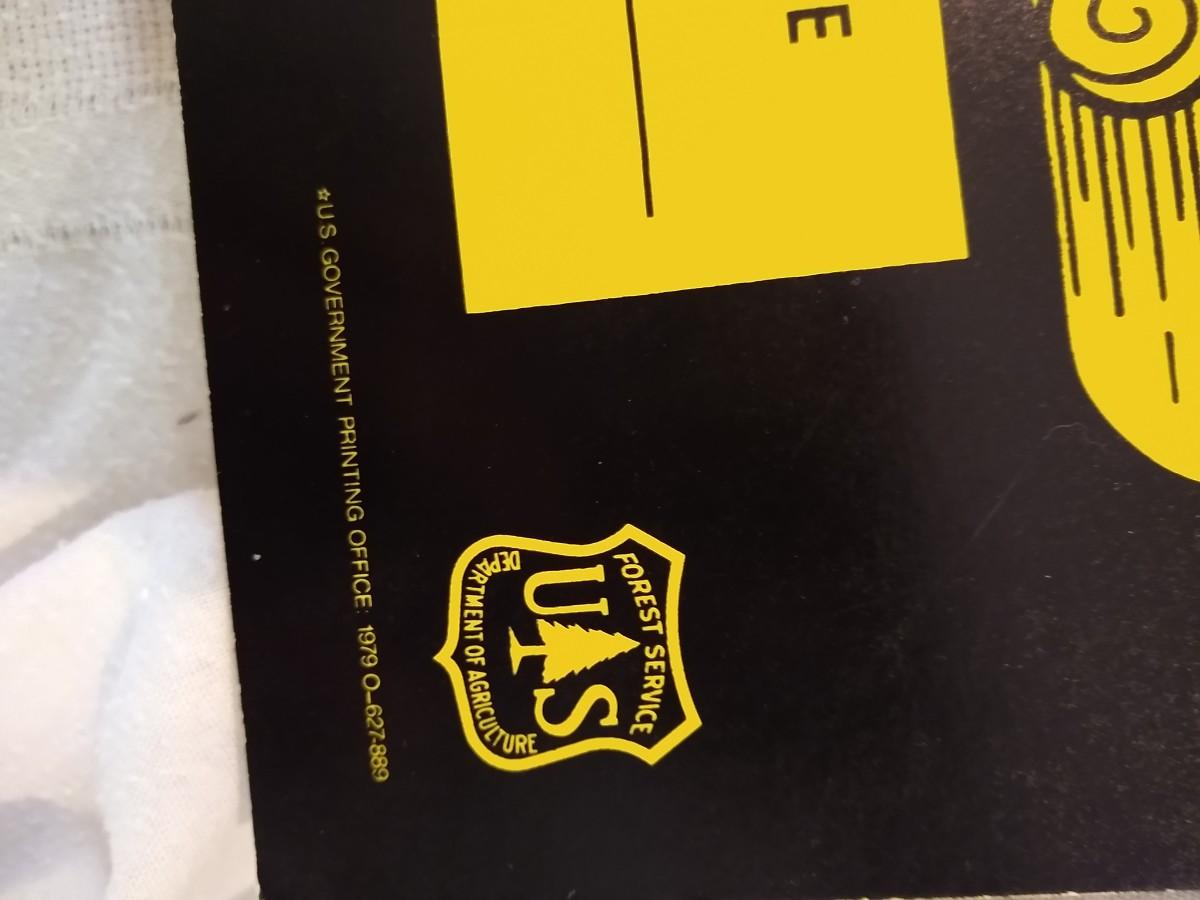 E
FOREST SERVICE
U S
DEPARTMENT OF AGRICULTURE
☆U.S. GOVERNMENT PRINTING OFFICE: 1979 O–627-889